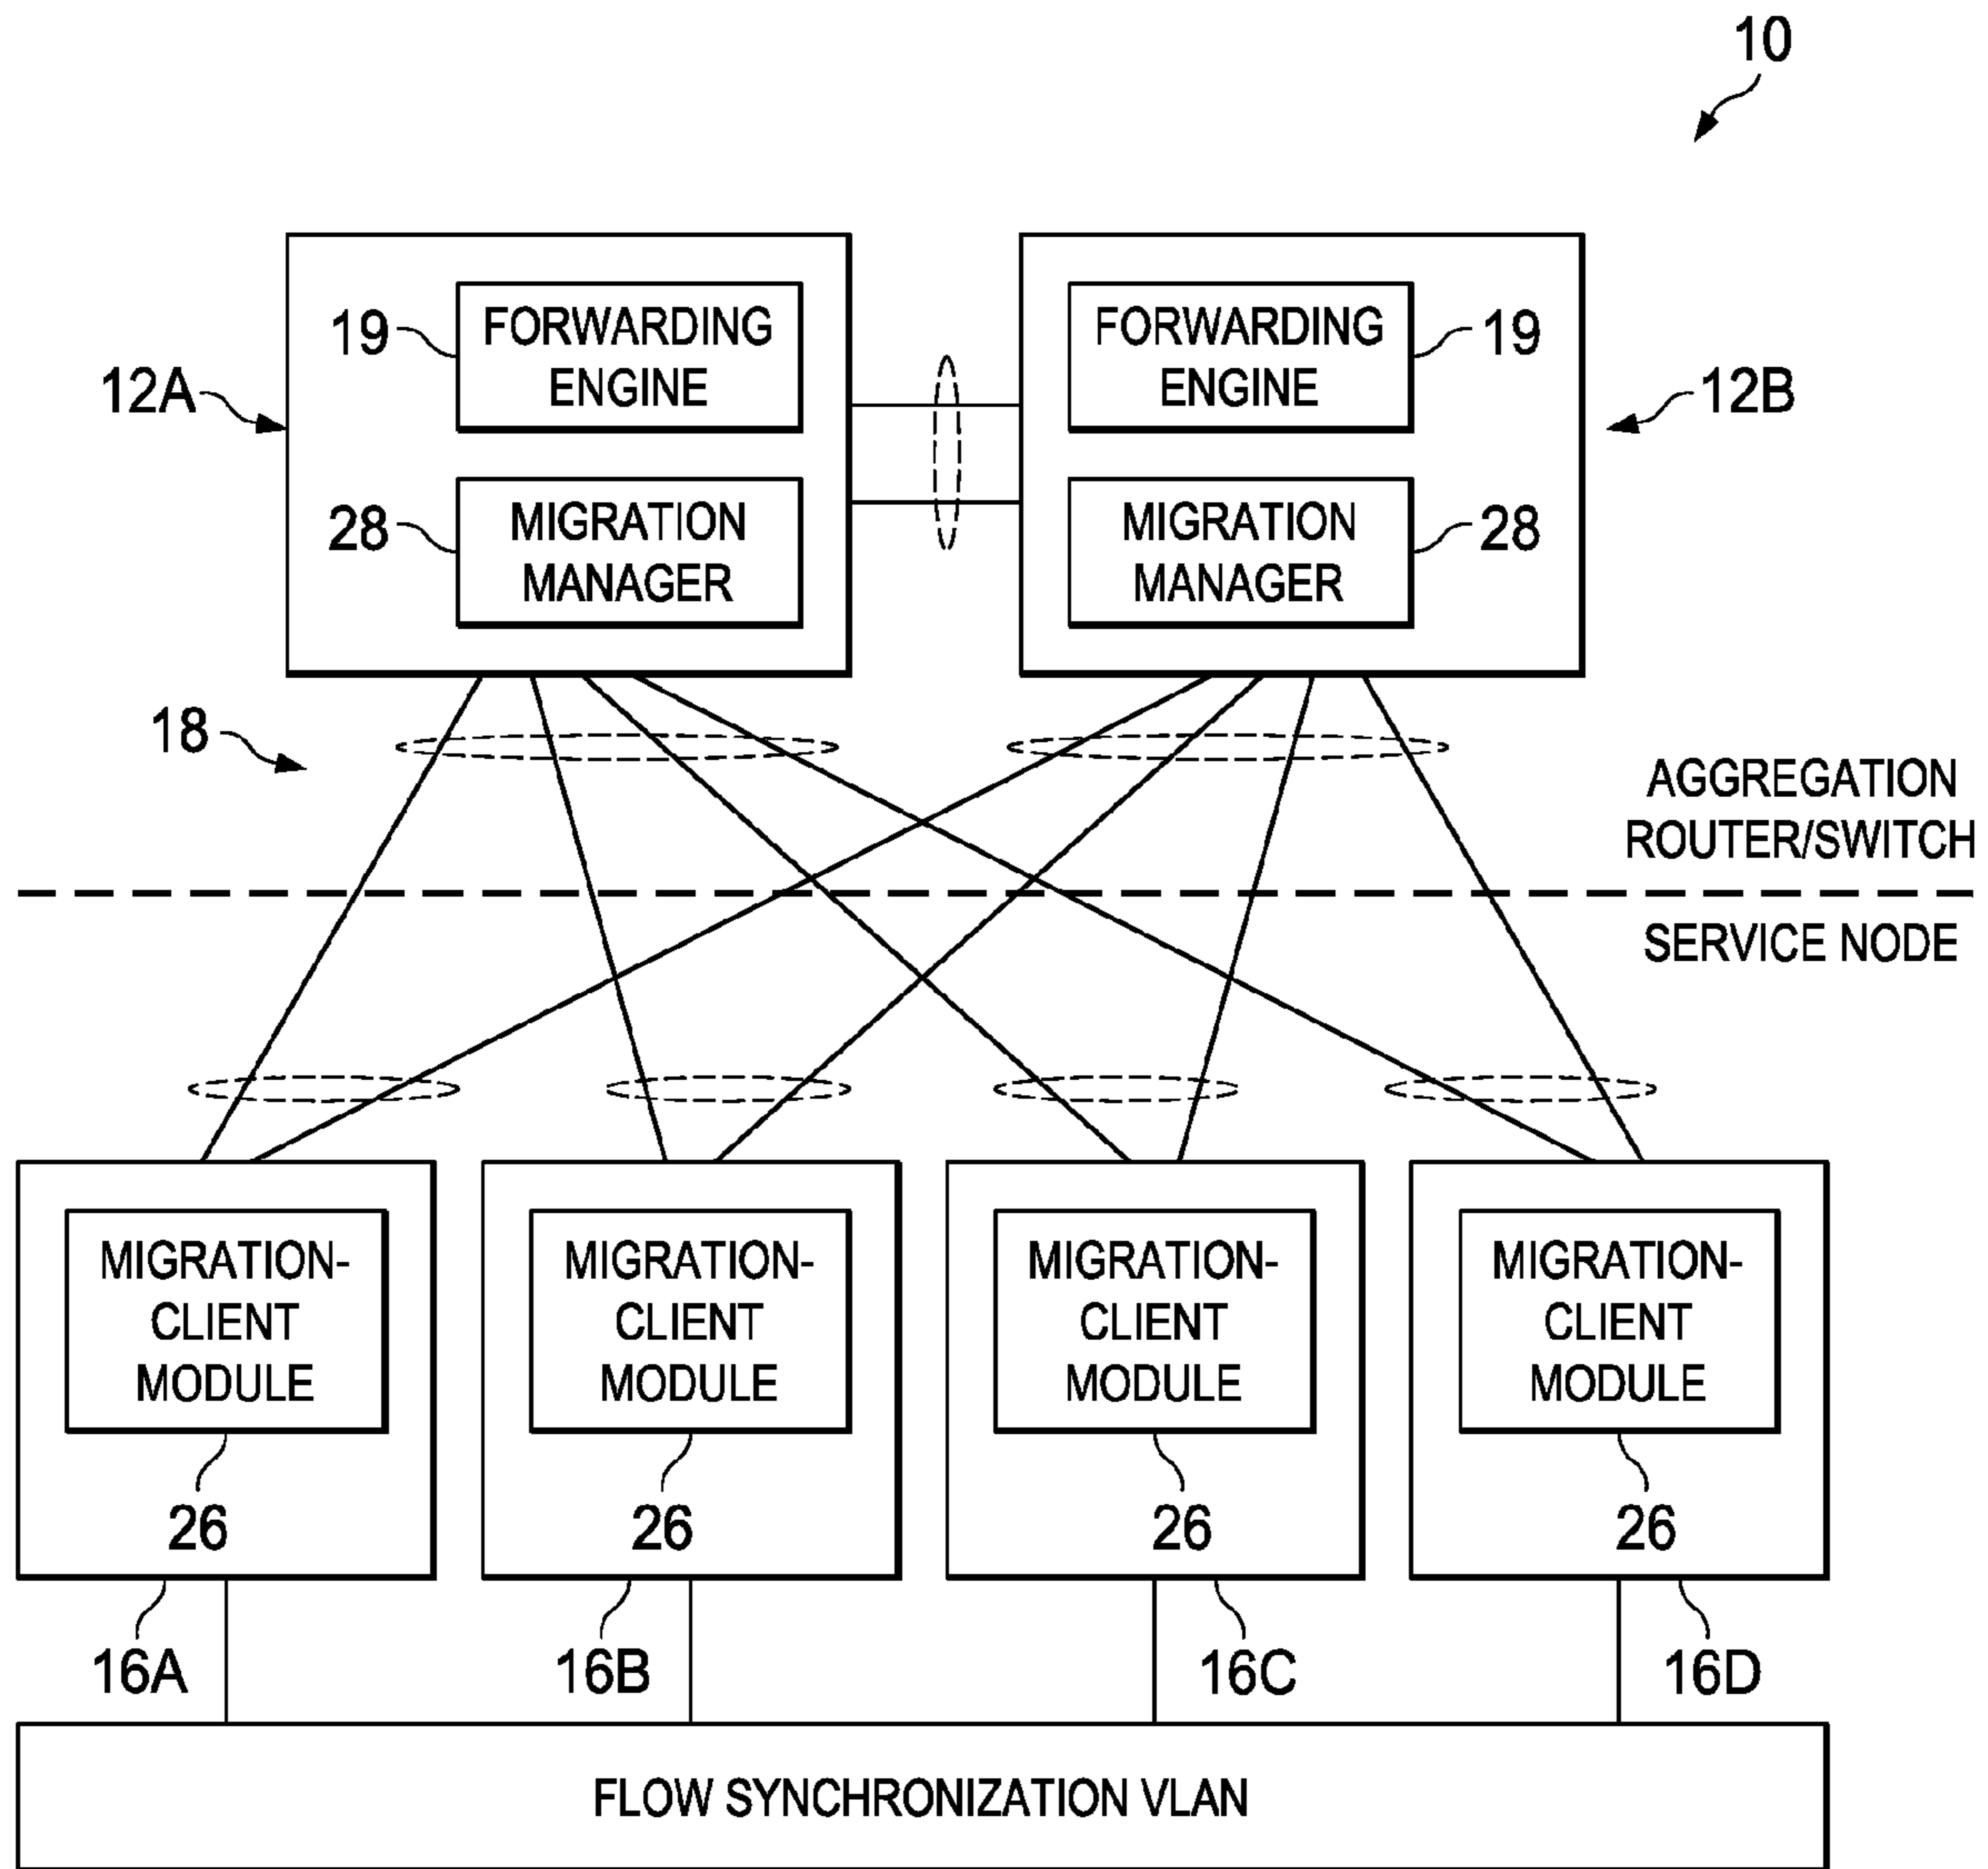 10
19
FORWARDING
ENGINE
FORWARDING
ENGINE
19
12A
12B
28
MIGRATION
MANAGER
MIGRATION
MANAGER
28
18
AGGREGATION
ROUTER/SWITCH
SERVICE NODE
MIGRATION-
CLIENT
MODULE
MIGRATION-
CLIENT
MODULE
MIGRATION-
CLIENT
MODULE
MIGRATION-
CLIENT
MODULE
26
26
26
26
16A
16B
16C
16D
FLOW SYNCHRONIZATION VLAN